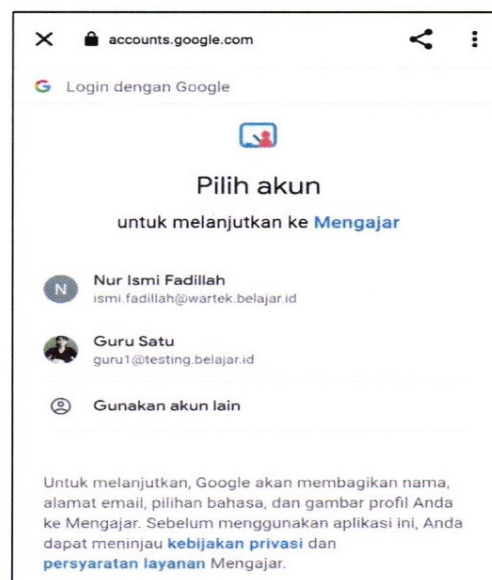 accounts.google.com
Login dengan Google
Pilih akun
untuk melanjutkan ke Mengajar
N
Nur Ismi Fadillah
ismi.fadillah@wartek.belajar.id
Guru Satu
guru1@testing.belajar.id
Gunakan akun lain
Untuk melanjutkan, Google akan membagikan nama,
alamat email, pilihan bahasa, dan gambar profil Anda
ke Mengajar. Sebelum menggunakan aplikasi ini, Anda
dapat meninjau kebijakan privasi dan
persyaratan layanan Mengajar.